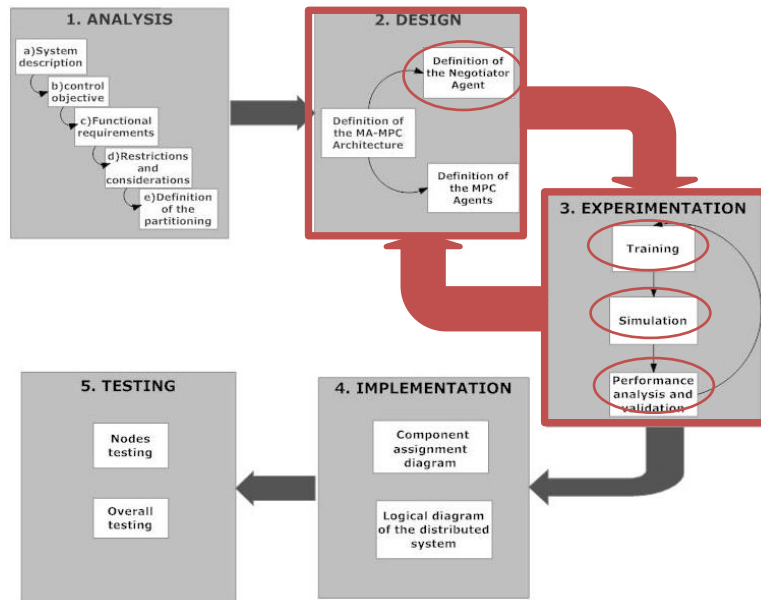 1. ANALYSIS
a)System
description
b)control
objective
c)Functional
requirements
d)Restrictions
and
considerations
e)Definition
of the
partitioning
2. DESIGN
Definition of
the Negotiator
Agent
Definition of
the MA-MPC
Architecture
Definition of
the MPC
Agents
3. EXPERIMENTATION
Training
Simulation
Performance
analysis and
validation
4. IMPLEMENTATION
Component
assignment
diagram
Logical diagram
of the distributed
system
5. TESTING
Nodes
testing
Overall
testing